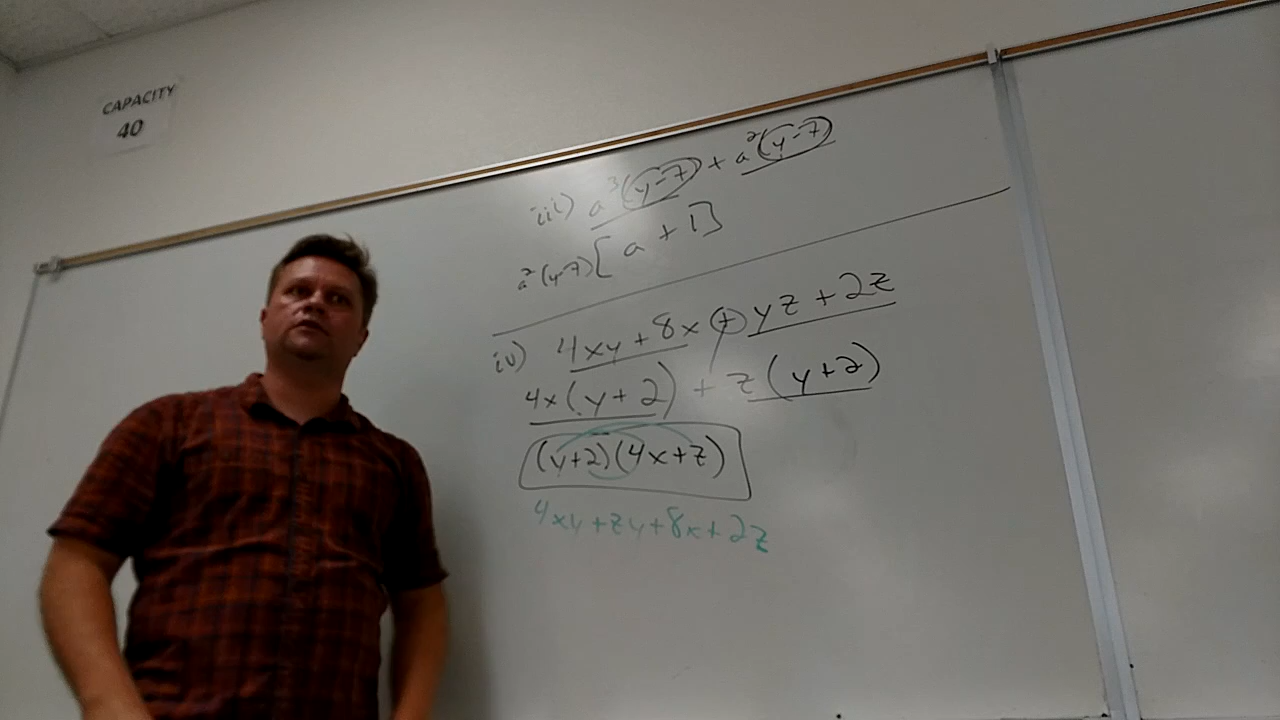 CAPACITY
40
iii) a³(y-7) + a²(y-7)
a²(y-7)[a + 1]
iv) 4xy + 8x + yz + 2z
4x(y+2) + z(y+2)
(y+2)(4x+z)
4xy+zy+8x+2z